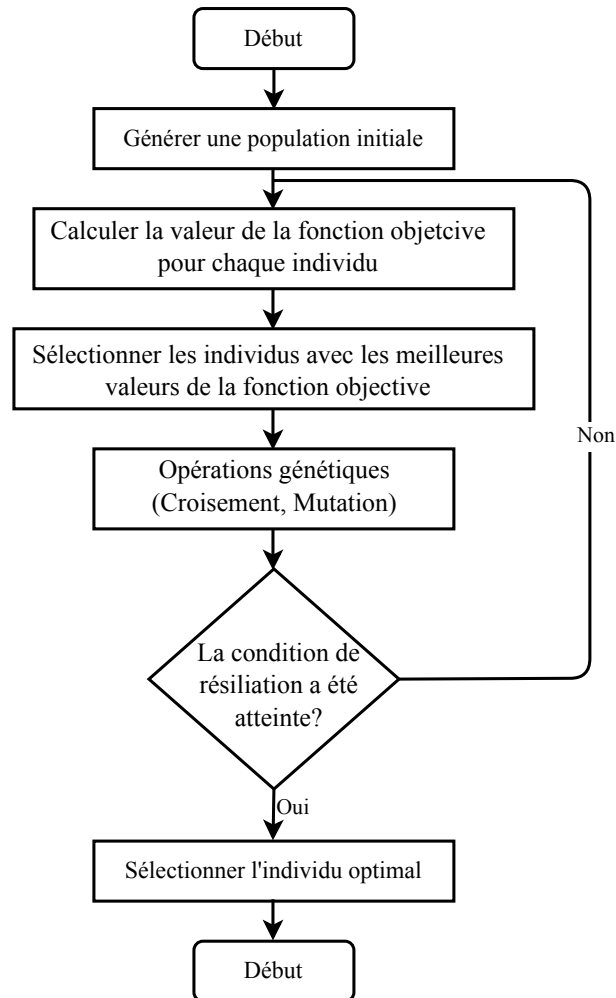 Début
Générer une population initiale
Calculer la valeur de la fonction objetcive
pour chaque individu
Sélectionner les individus avec les meilleures
valeurs de la fonction objective
Non
Opérations génétiques
(Croisement, Mutation)
La condition de
résiliation a été
atteinte?
Oui
Sélectionner l'individu optimal
Début